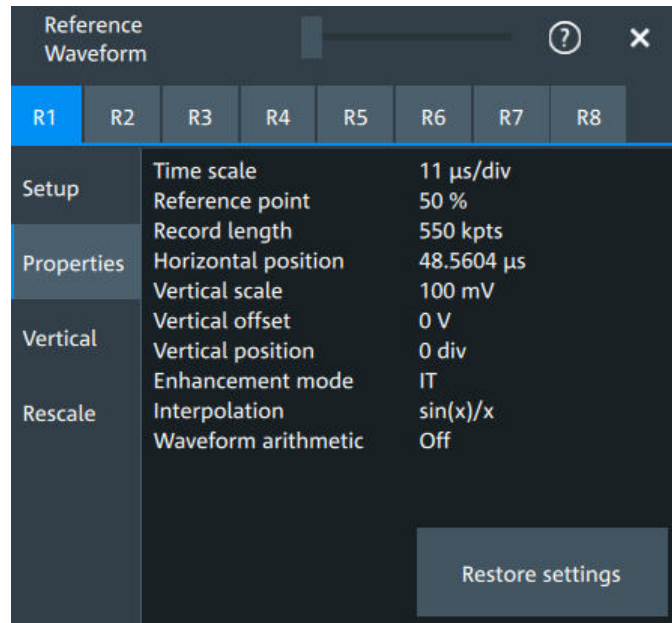 Reference
Waveform
?
R1 R2 R3 R4 R5 R6 R7 R8
Setup
Properties
Vertical
Rescale
Time scale 11 µs/div
Reference point 50 %
Record length 550 kpts
Horizontal position 48.5604 µs
Vertical scale 100 mV
Vertical offset 0 V
Vertical position 0 div
Enhancement mode IT
Interpolation sin(x)/x
Waveform arithmetic Off
Restore settings